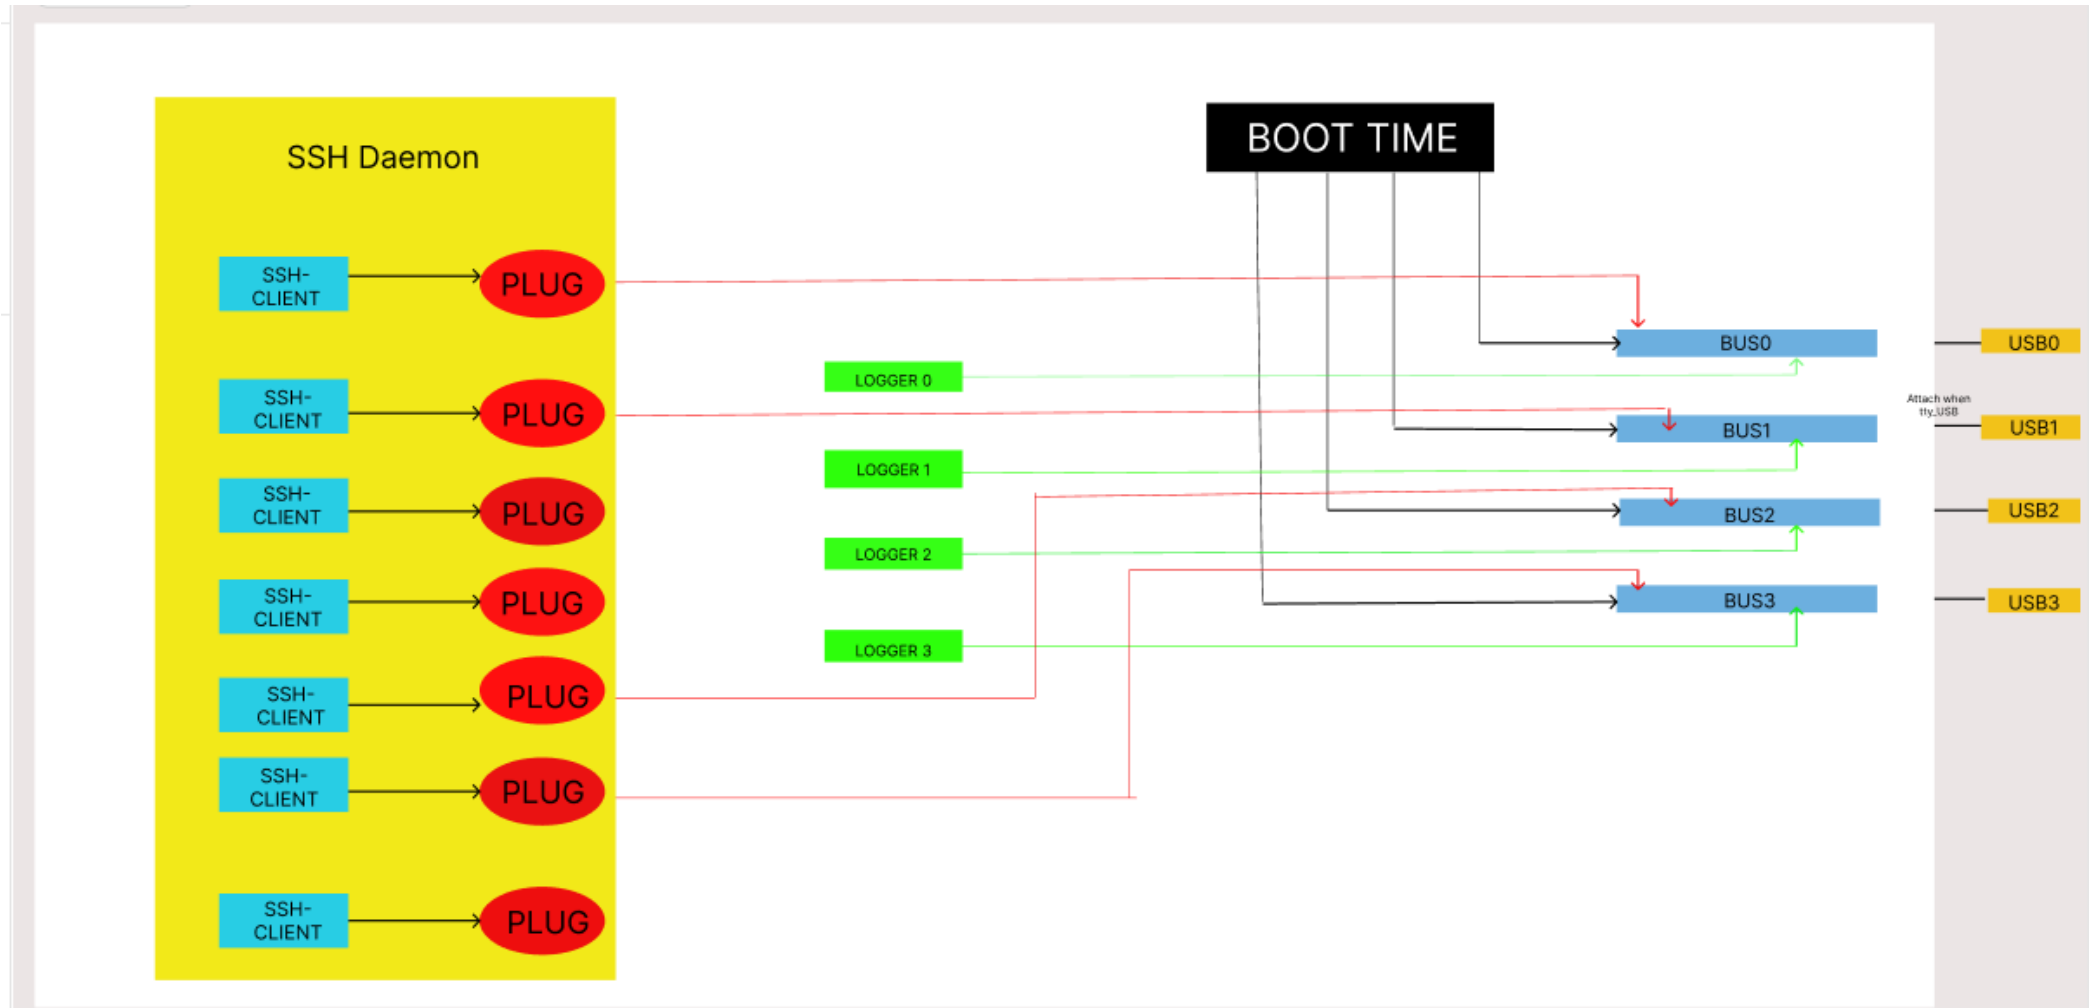 SSH Daemon
BOOT TIME
SSH-
CLIENT
PLUG
BUS0
USB0
LOGGER 0
SSH-
CLIENT
PLUG
Attach when
tty_USB
BUS1
USB1
LOGGER 1
SSH-
CLIENT
PLUG
BUS2
USB2
LOGGER 2
SSH-
CLIENT
PLUG
BUS3
USB3
LOGGER 3
SSH-
CLIENT
PLUG
SSH-
CLIENT
PLUG
SSH-
CLIENT
PLUG